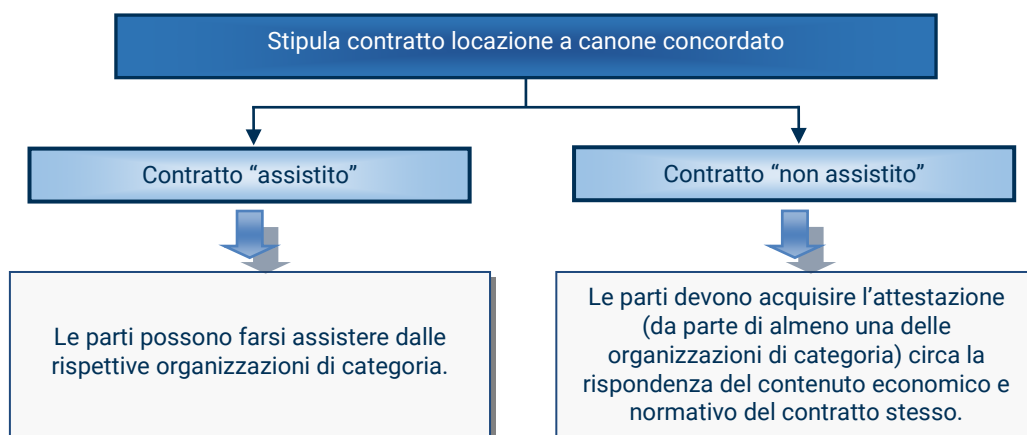 Stipula contratto locazione a canone concordato
Contratto “assistito”
Contratto “non assistito”
Le parti possono farsi assistere dalle
rispettive organizzazioni di categoria.
Le parti devono acquisire l’attestazione
(da parte di almeno una delle
organizzazioni di categoria) circa la
rispondenza del contenuto economico e
normativo del contratto stesso.